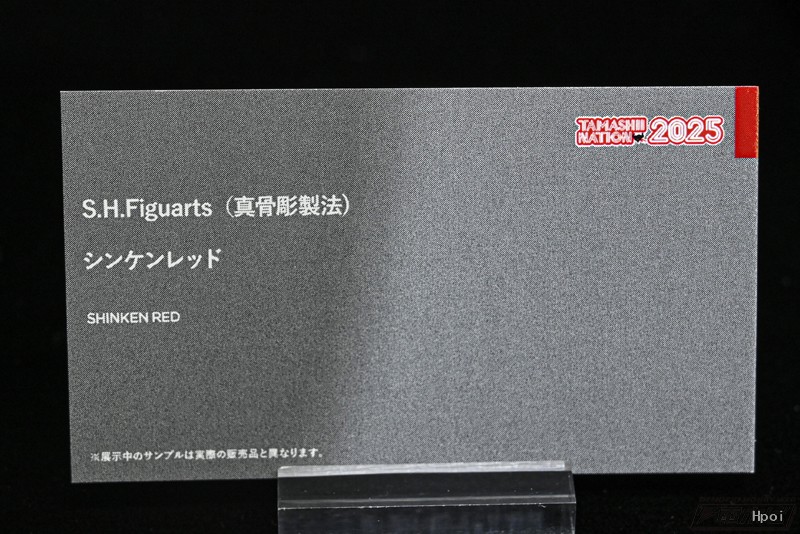 TAMASHII
NATION 2025
S.H.Figuarts（真骨彫製法）
シンケンレッド
SHINKEN RED
※展示中のサンプルは実際の販売品と異なります。
Hpoi